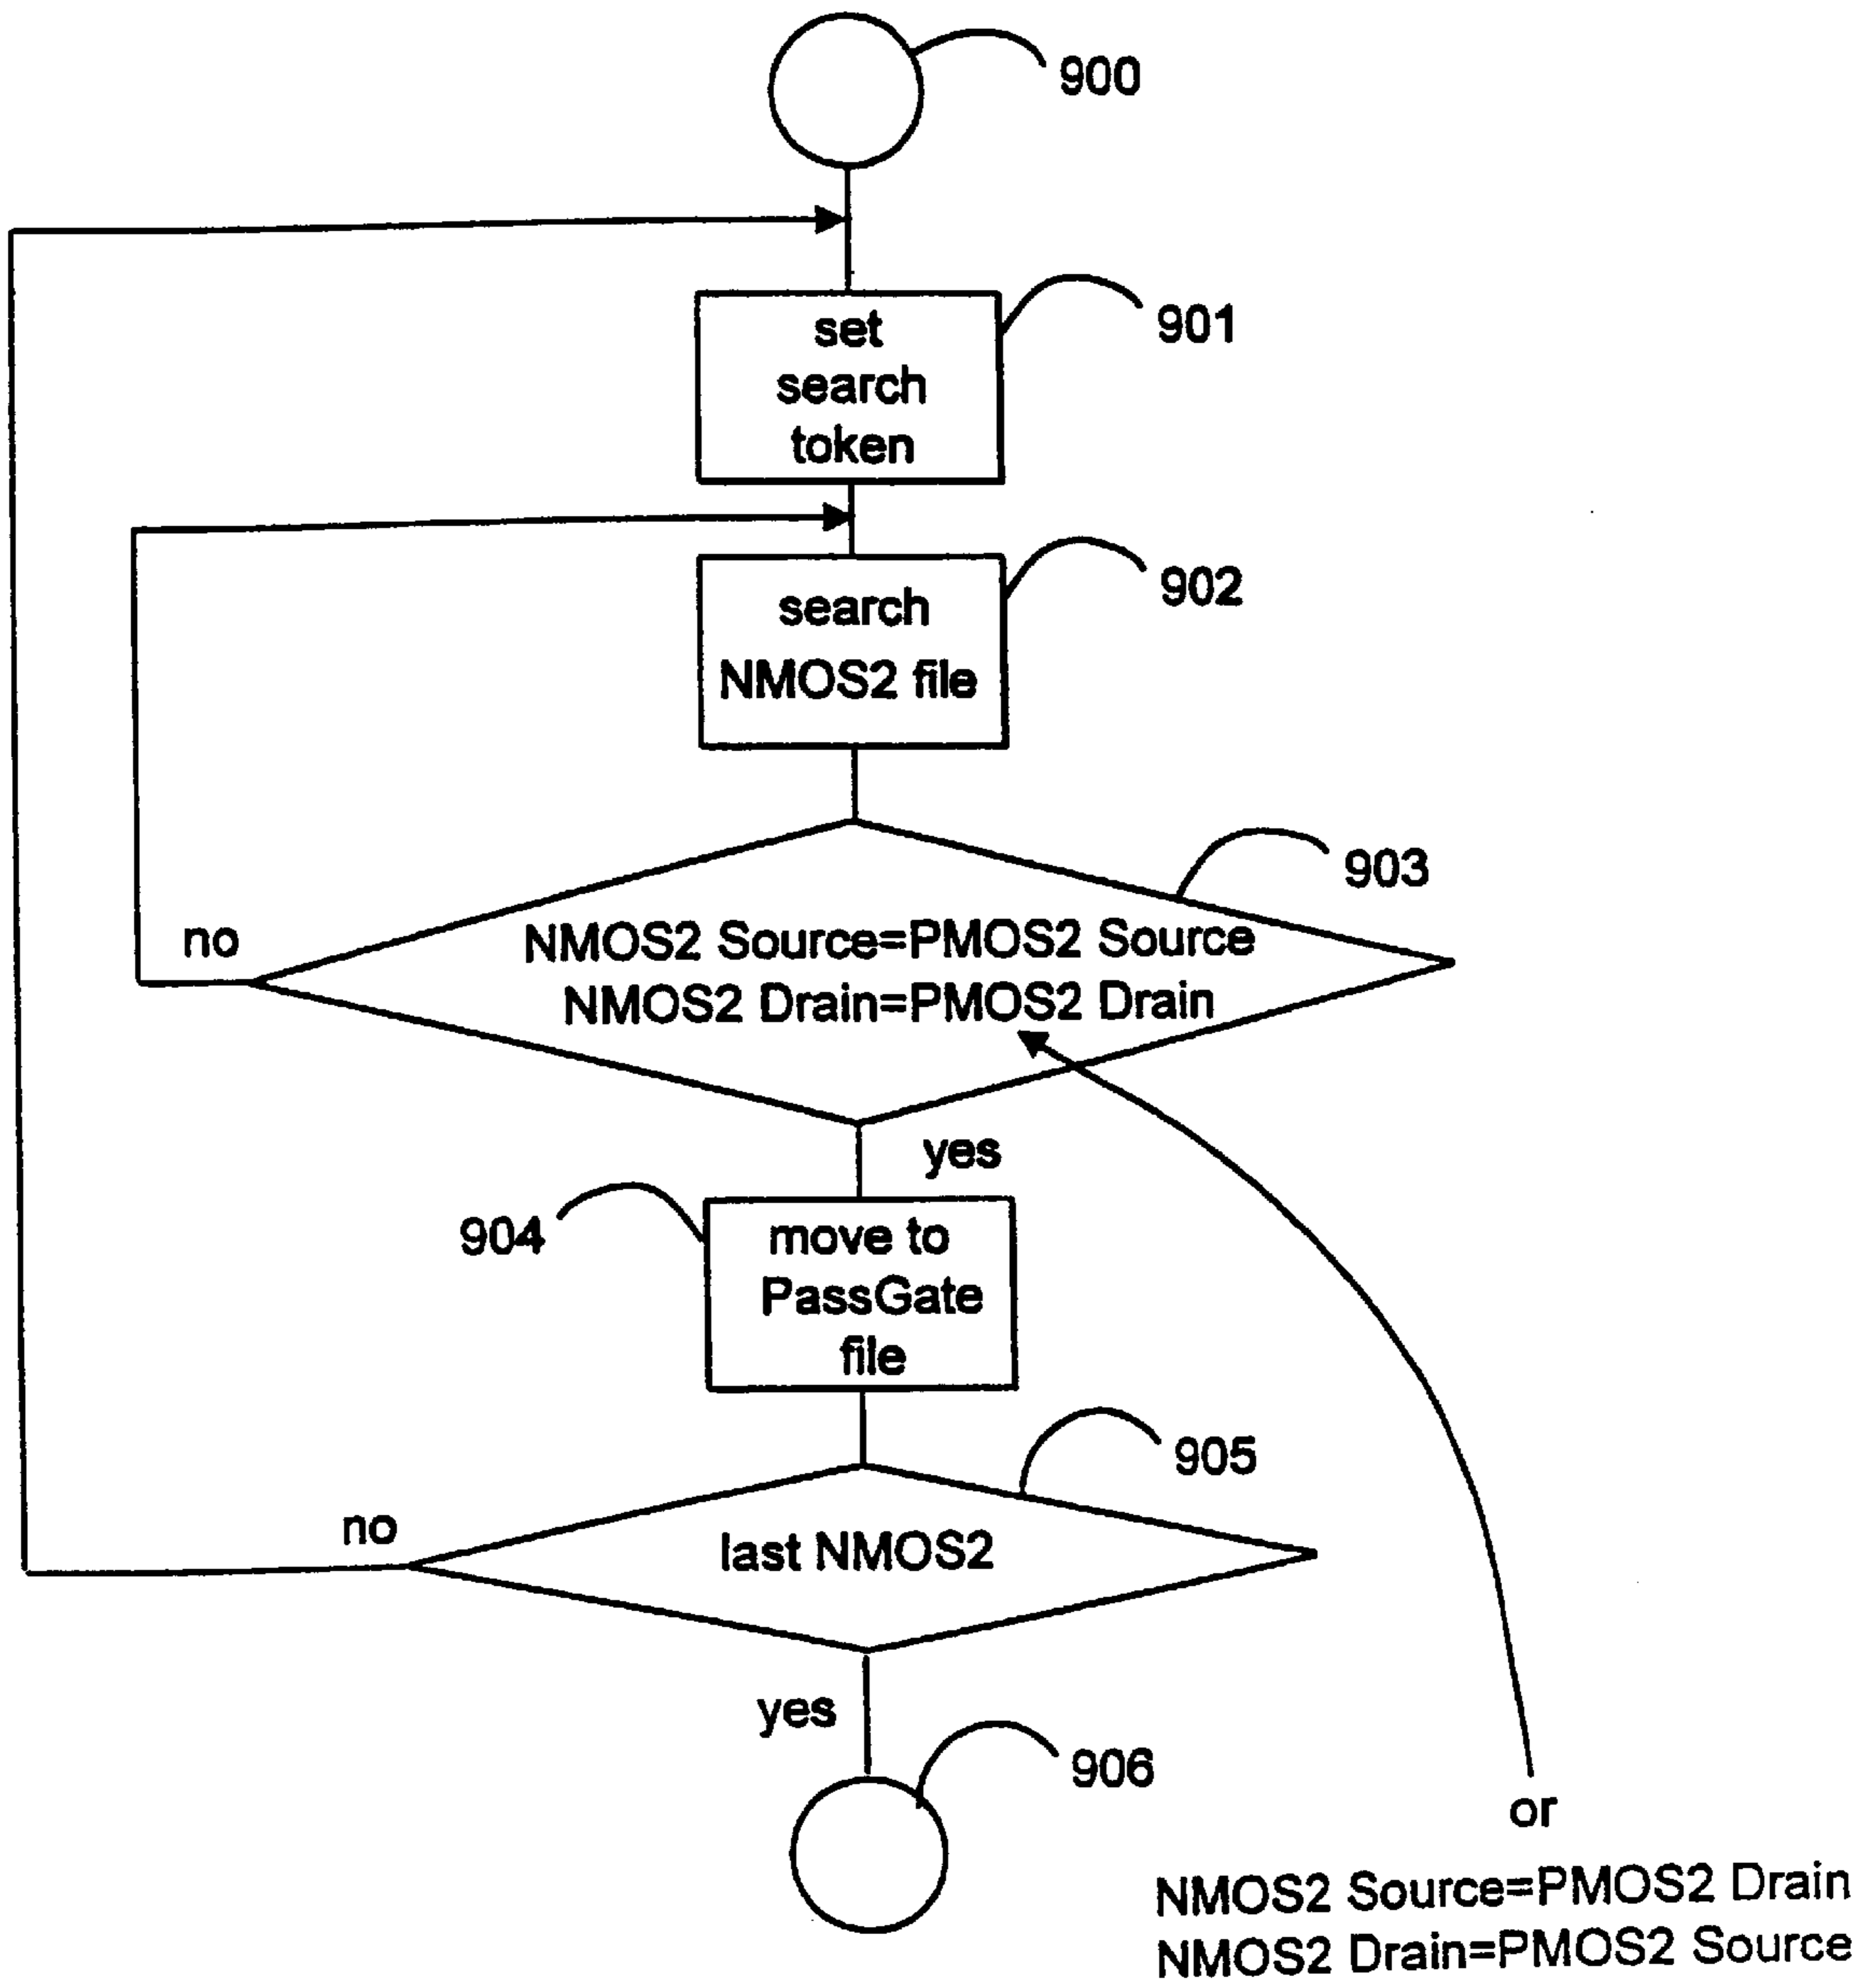 900
set
search
token
901
search
NMOS2 file
902
903
no
NMOS2 Source=PMOS2 Source
NMOS2 Drain=PMOS2 Drain
yes
904
move to
PassGate
file
905
no
last NMOS2
yes
906
or
NMOS2 Source=PMOS2 Drain
NMOS2 Drain=PMOS2 Source